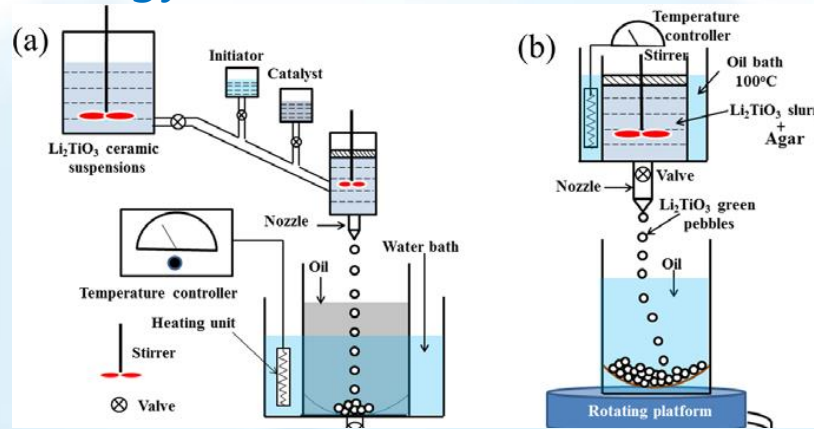 (a)
Initiator
Catalyst
Li₂TiO₃ ceramic
suspensions
Nozzle
Water bath
Oil
Temperature controller
Heating unit
Stirrer
Valve
(b)
Temperature
controller
Stirrer
Oil bath
100°C
Li₂TiO₃ slurr
+
Agar
Valve
Nozzle
Li₂TiO₃ green
pebbles
Oil
Rotating platform